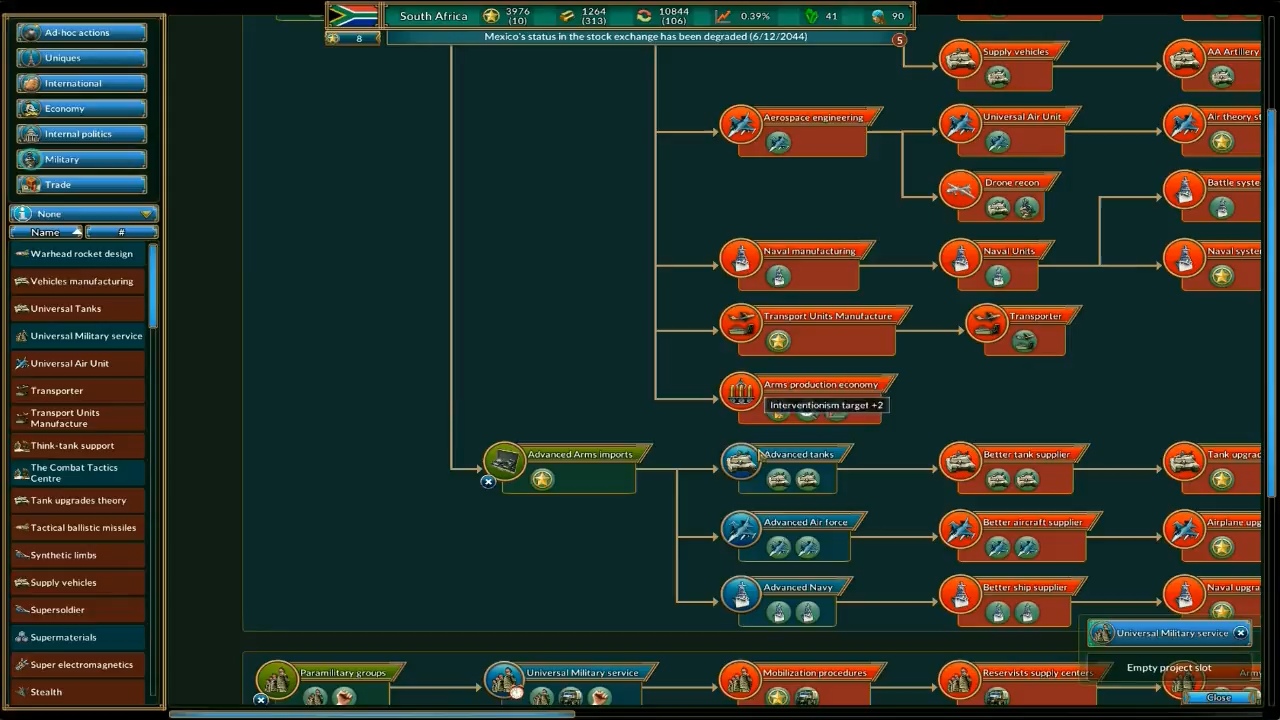 South Africa
3976
(10)
1264
(313)
10844
(106)
0.39%
41
90
8
Mexico's status in the stock exchange has been degraded (6/12/2044)
5
Ad-hoc actions
Uniques
International
Economy
Internal politics
Military
Trade
None
Name
#
Warhead rocket design
Vehicles manufacturing
Universal Tanks
Universal Military service
Universal Air Unit
Transporter
Transport Units
Manufacture
Think-tank support
The Combat Tactics
Centre
Tank upgrades theory
Tactical ballistic missiles
Synthetic limbs
Supply vehicles
Supersoldier
Supermaterials
Super electromagnetics
Stealth
Supply vehicles
AA Artillery
Aerospace engineering
Universal Air Unit
Air theory
Drone recon
Naval manufacturing
Naval Units
Transport Units Manufacture
Transporter
Arms production economy
Interventionism target +2
Advanced Arms imports
Advanced tanks
Better tank supplier
Advanced Air force
Better aircraft supplier
Advanced Navy
Better ship supplier
Universal Military service
Empty project slot
Paramilitary groups
Universal Military service
Mobilization procedures
Reservists supply centers
Close